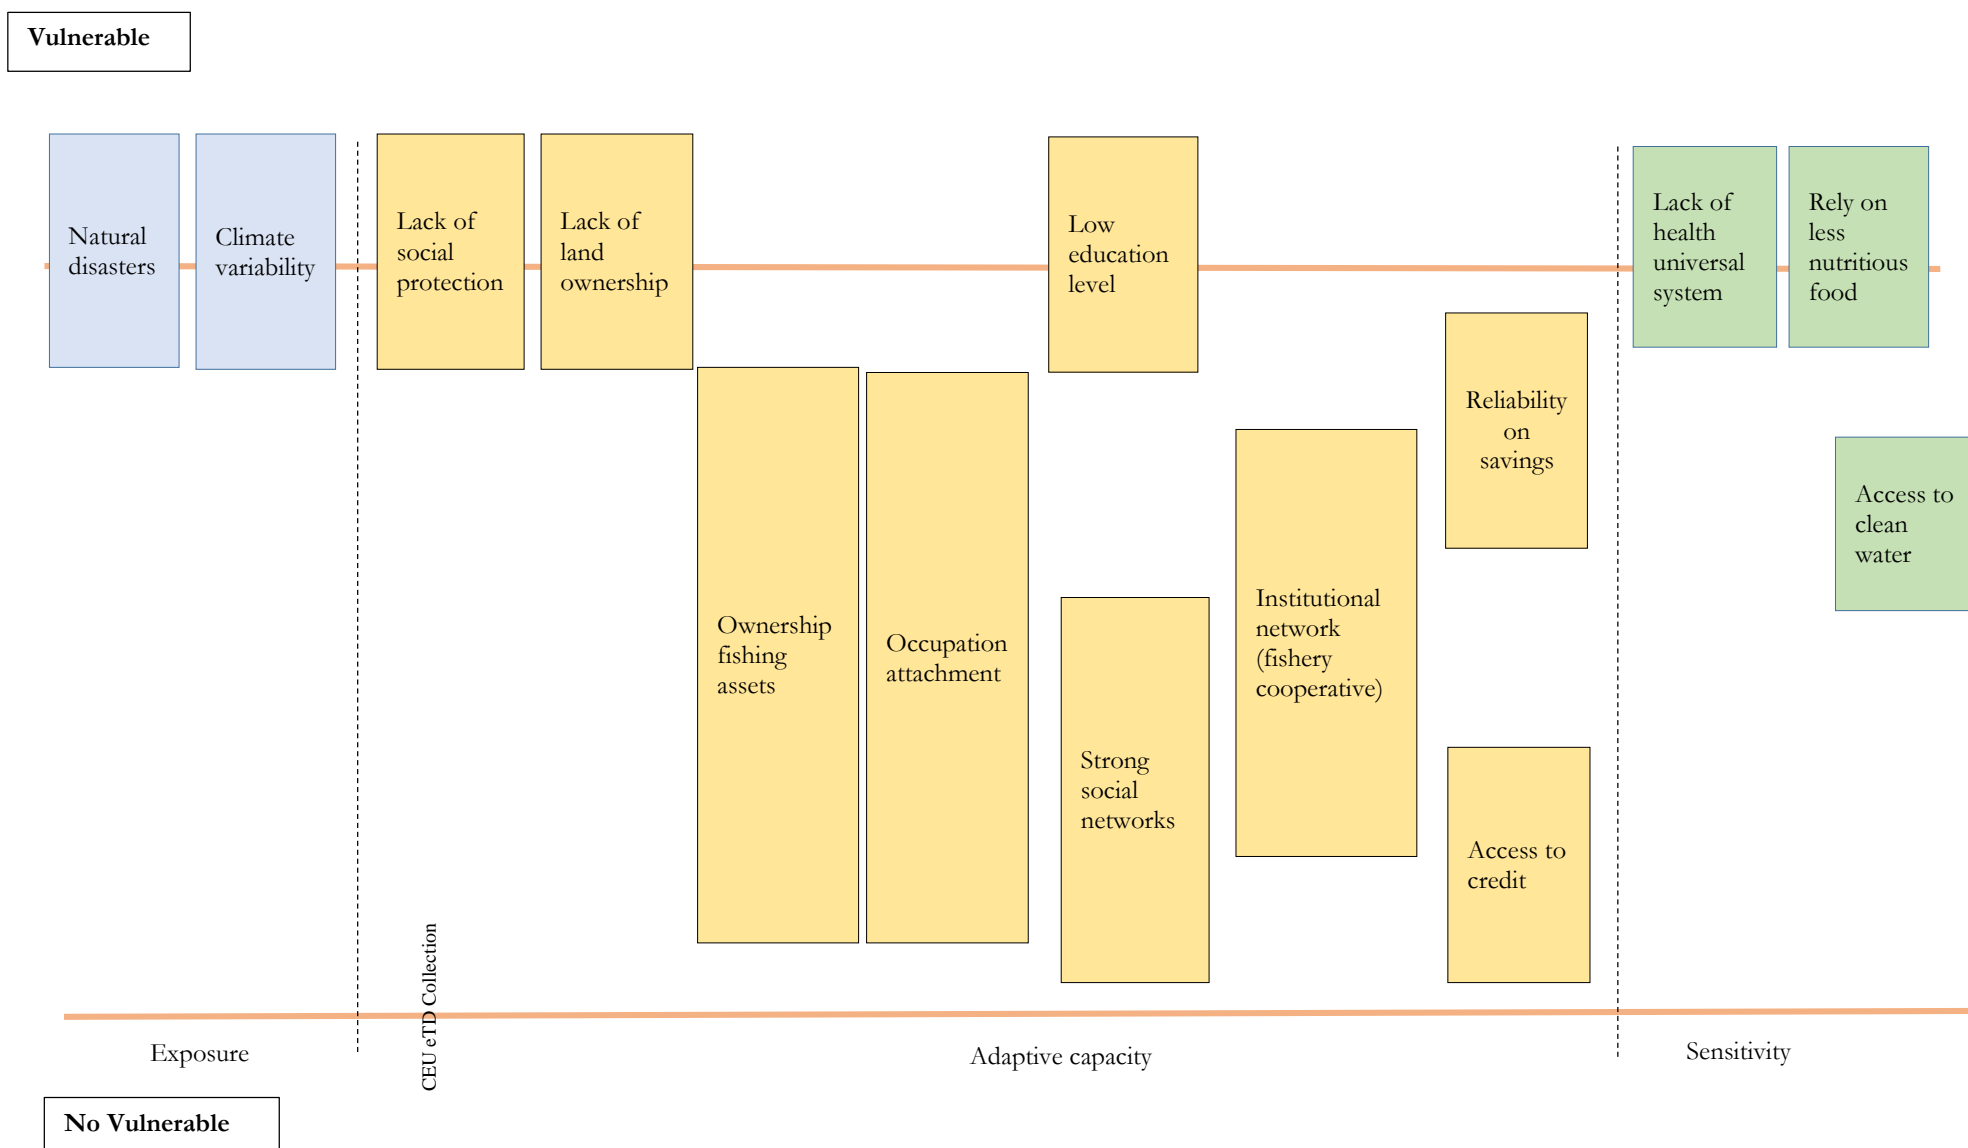 Vulnerable
Natural
disasters
Climate
variability
Lack of
social
protection
Lack of
land
ownership
Low
education
level
Lack of
health
universal
system
Rely on
less
nutritious
food
Reliability
on
savings
Access to
clean
water
Ownership
fishing
assets
Occupation
attachment
Institutional
network
(fishery
cooperative)
Strong
social
networks
Access to
credit
CEU eTD Collection
Exposure
Adaptive capacity
Sensitivity
No Vulnerable